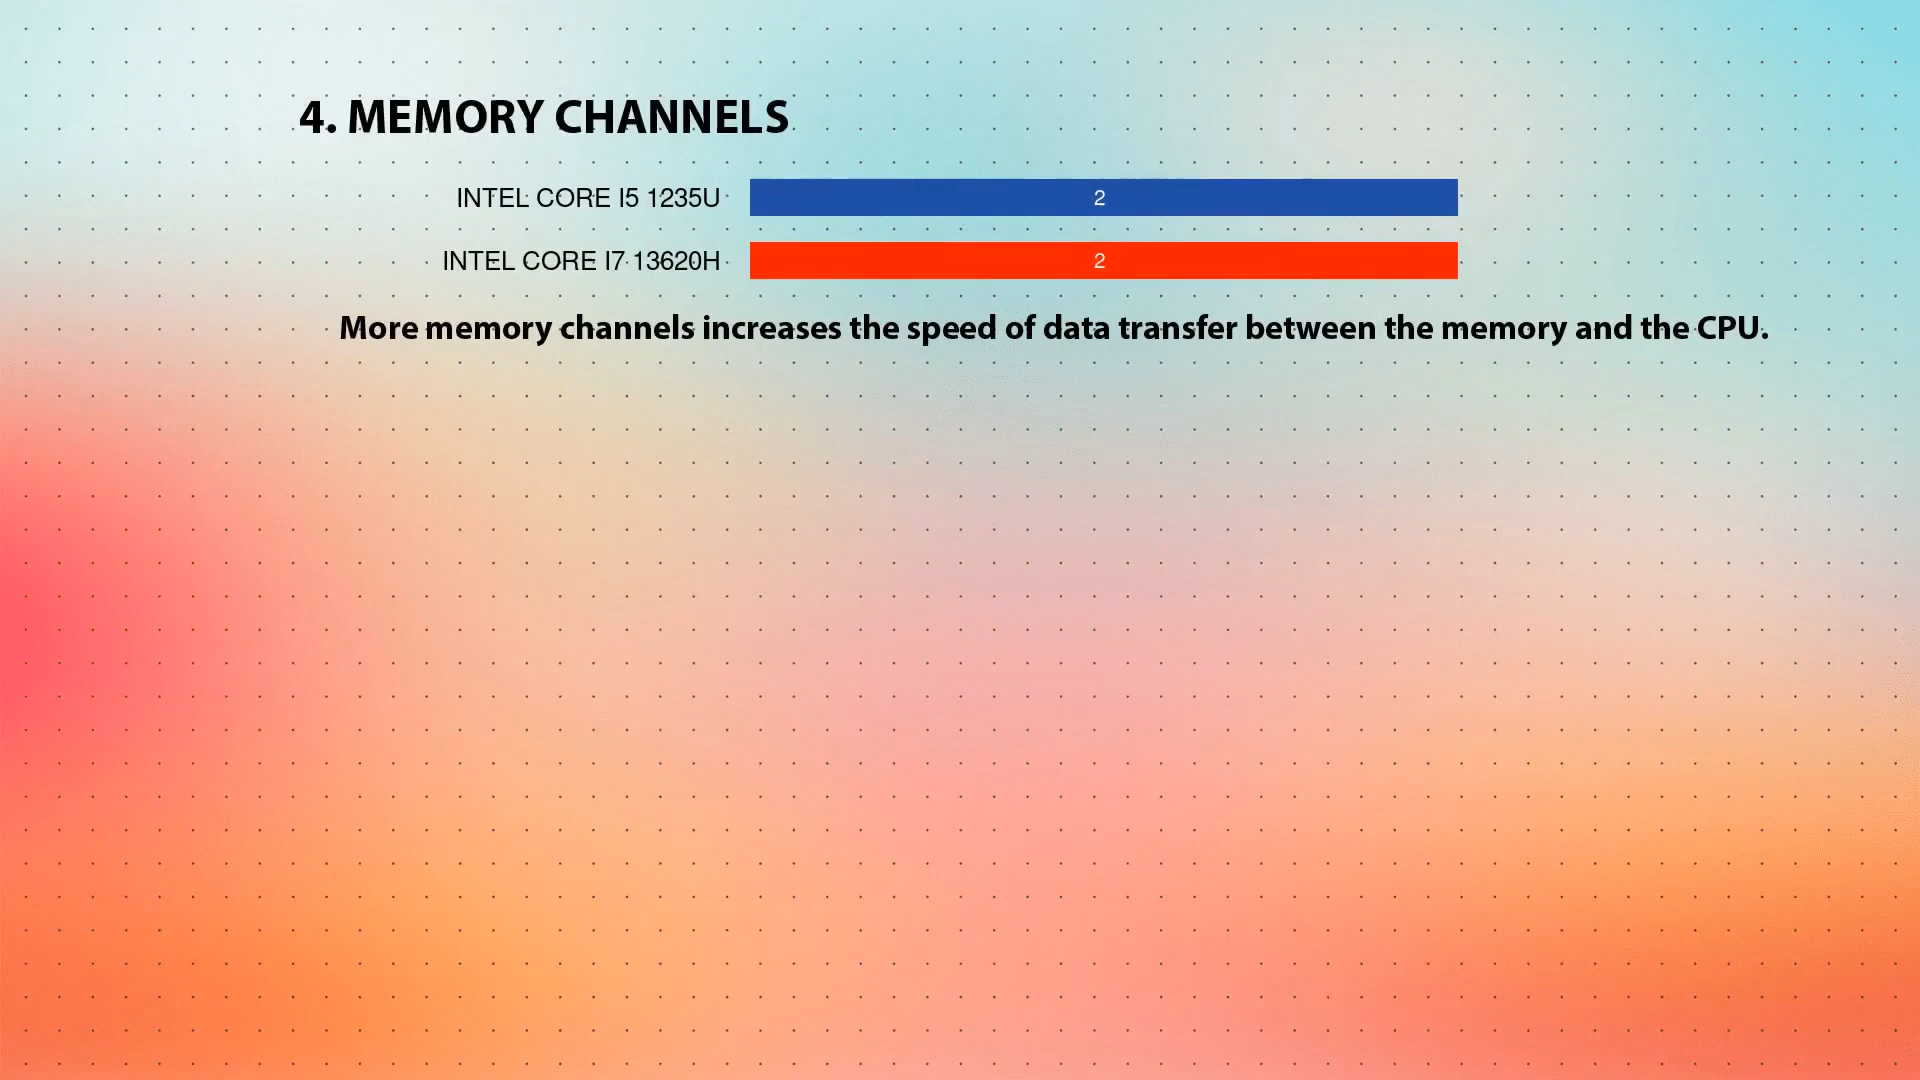 4. MEMORY CHANNELS
INTEL CORE I5 1235U 2
INTEL CORE I7 13620H 2
More memory channels increases the speed of data transfer between the memory and the CPU.